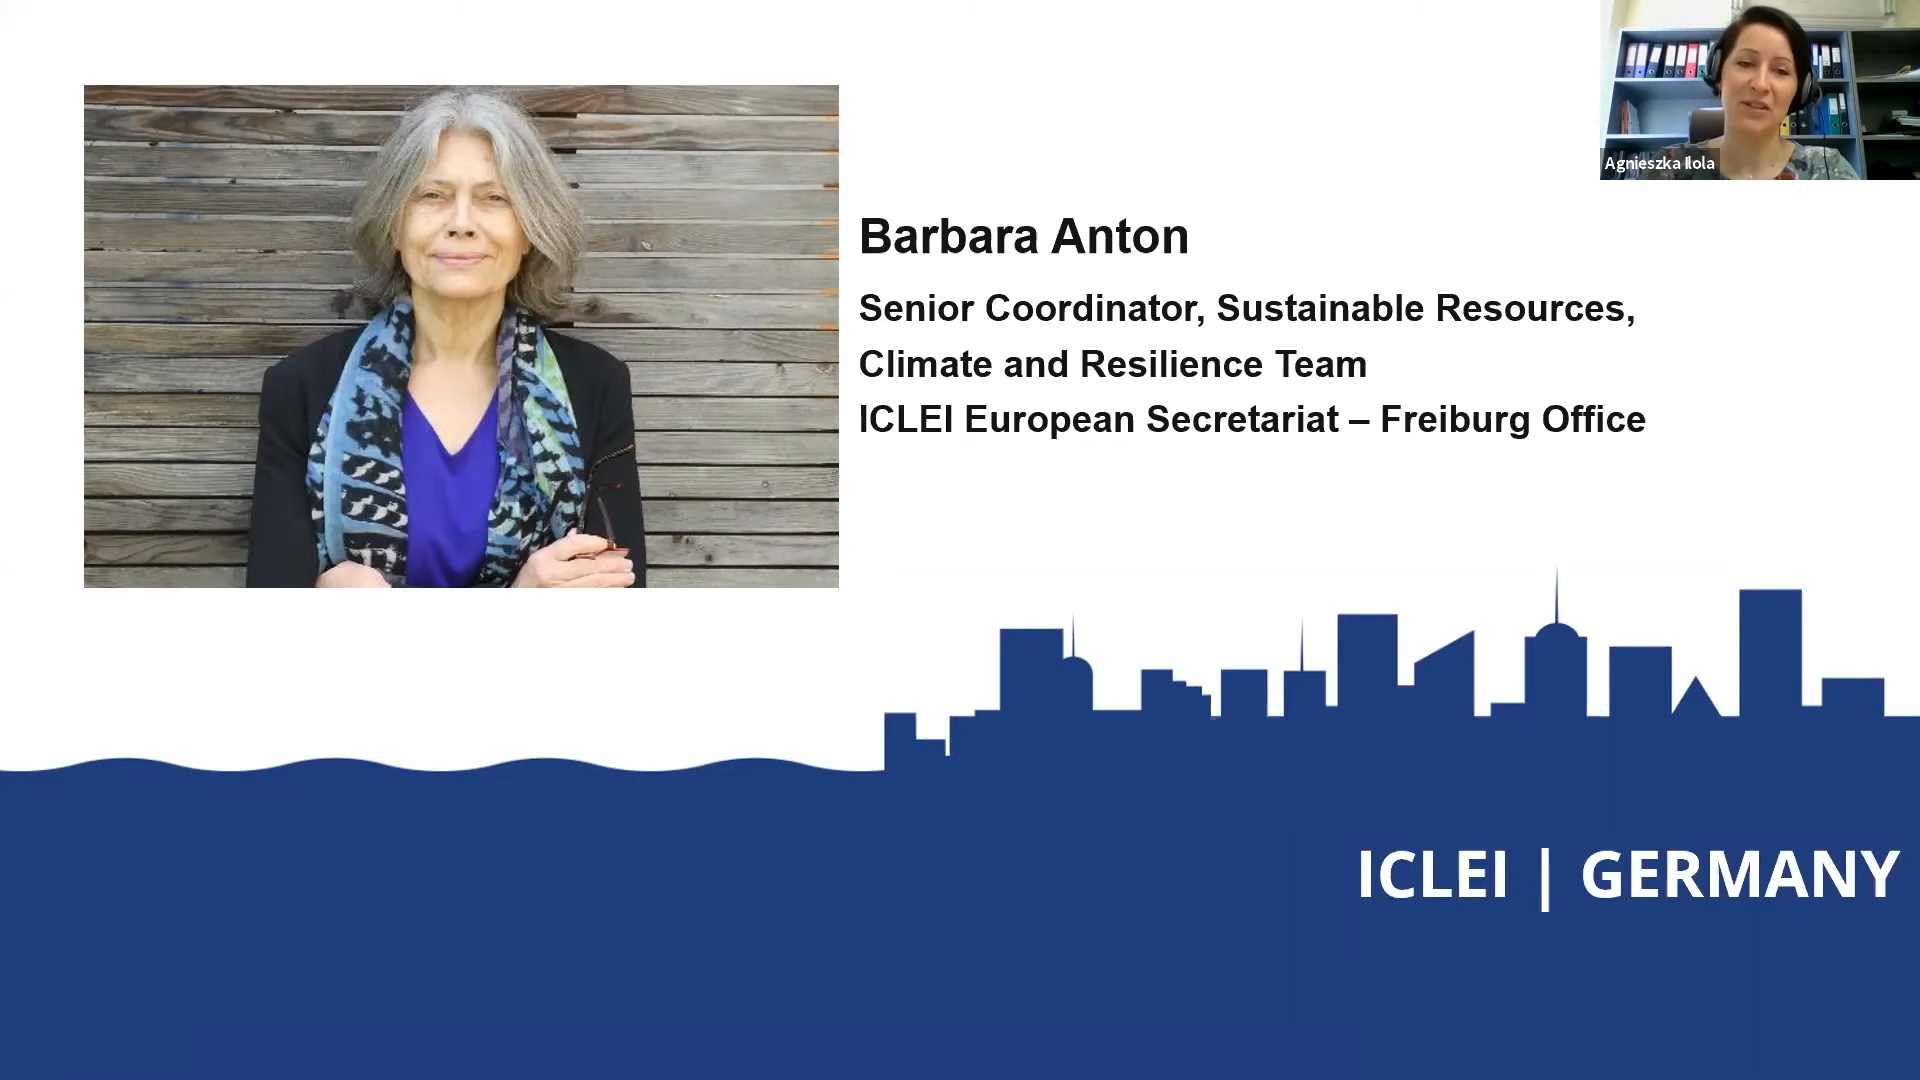 Agnieszka Ilola
Barbara Anton
Senior Coordinator, Sustainable Resources,
Climate and Resilience Team
ICLEI European Secretariat – Freiburg Office
ICLEI | GERMANY